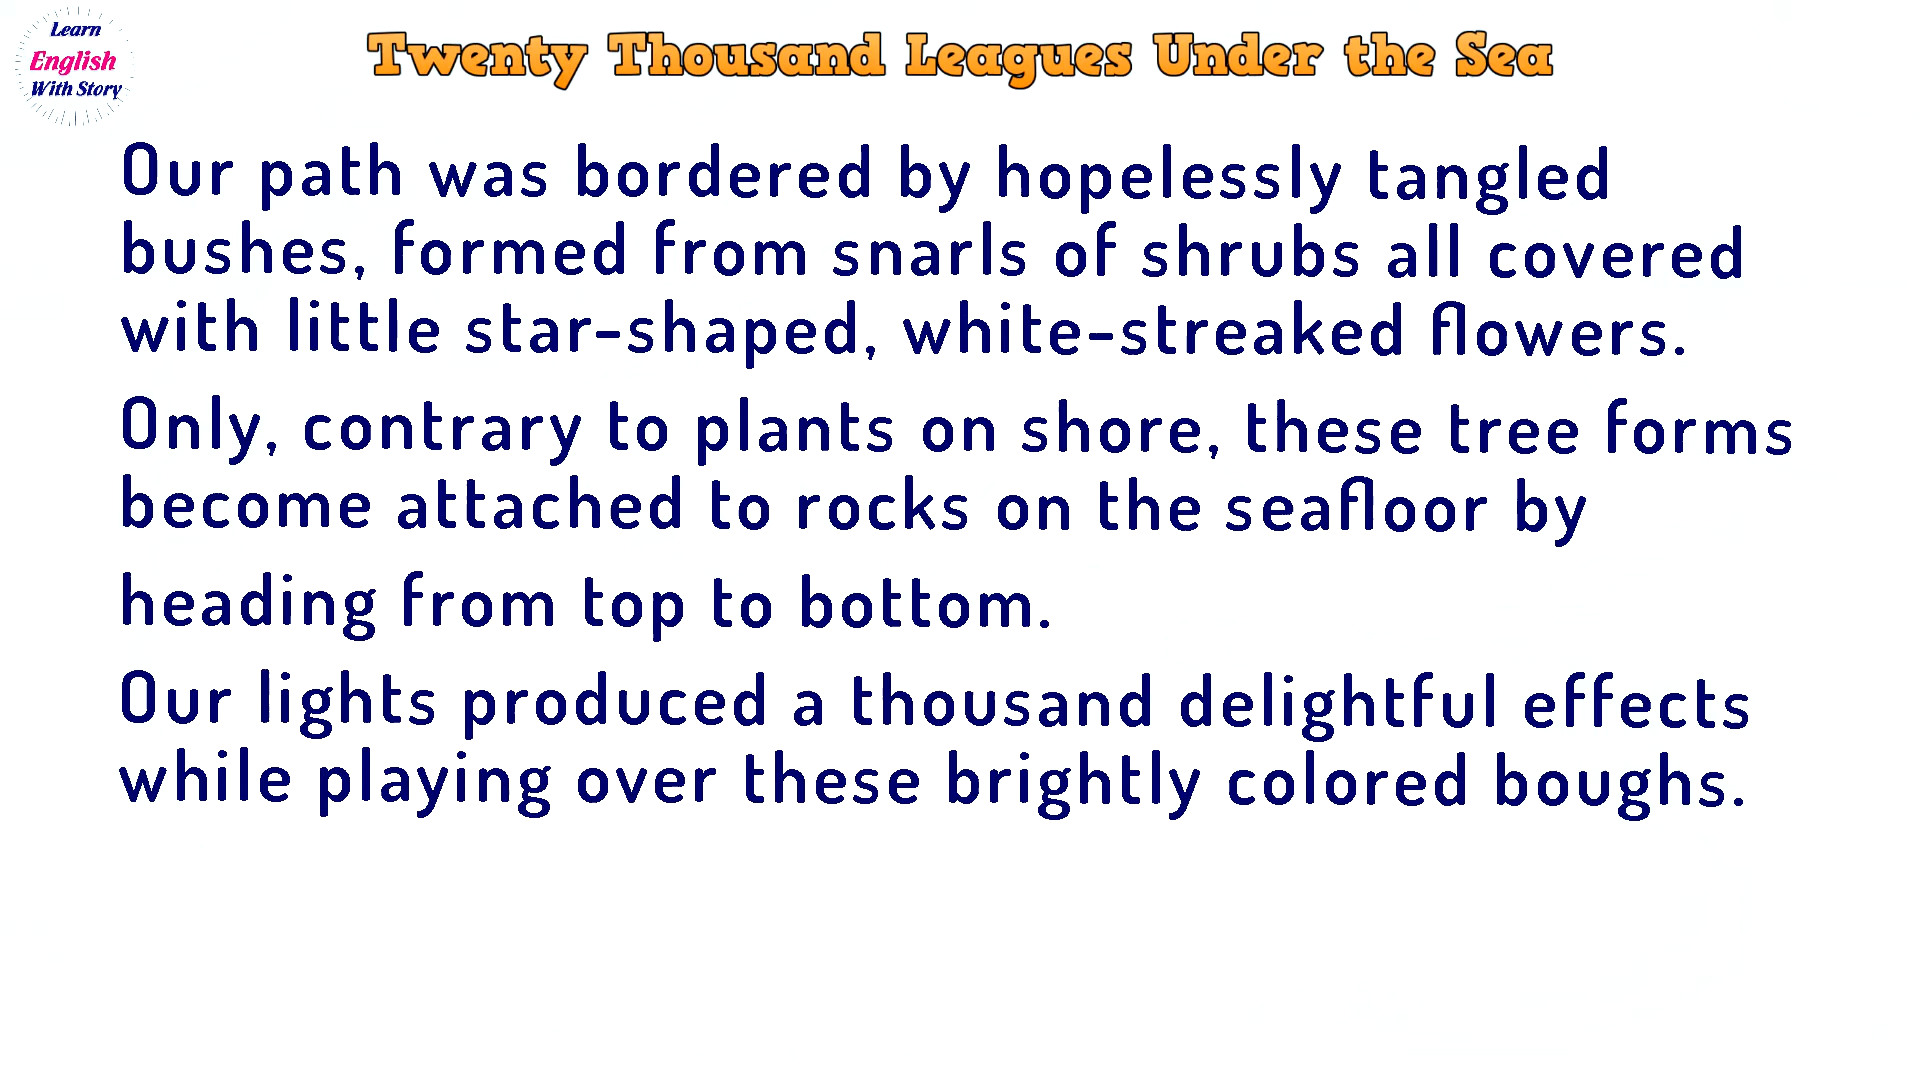 Learn
English
With Story
Twenty Thousand Leagues Under the Sea
Our path was bordered by hopelessly tangled
bushes, formed from snarls of shrubs all covered
with little star-shaped, white-streaked flowers.
Only, contrary to plants on shore, these tree forms
become attached to rocks on the seafloor by
heading from top to bottom.
Our lights produced a thousand delightful effects
while playing over these brightly colored boughs.